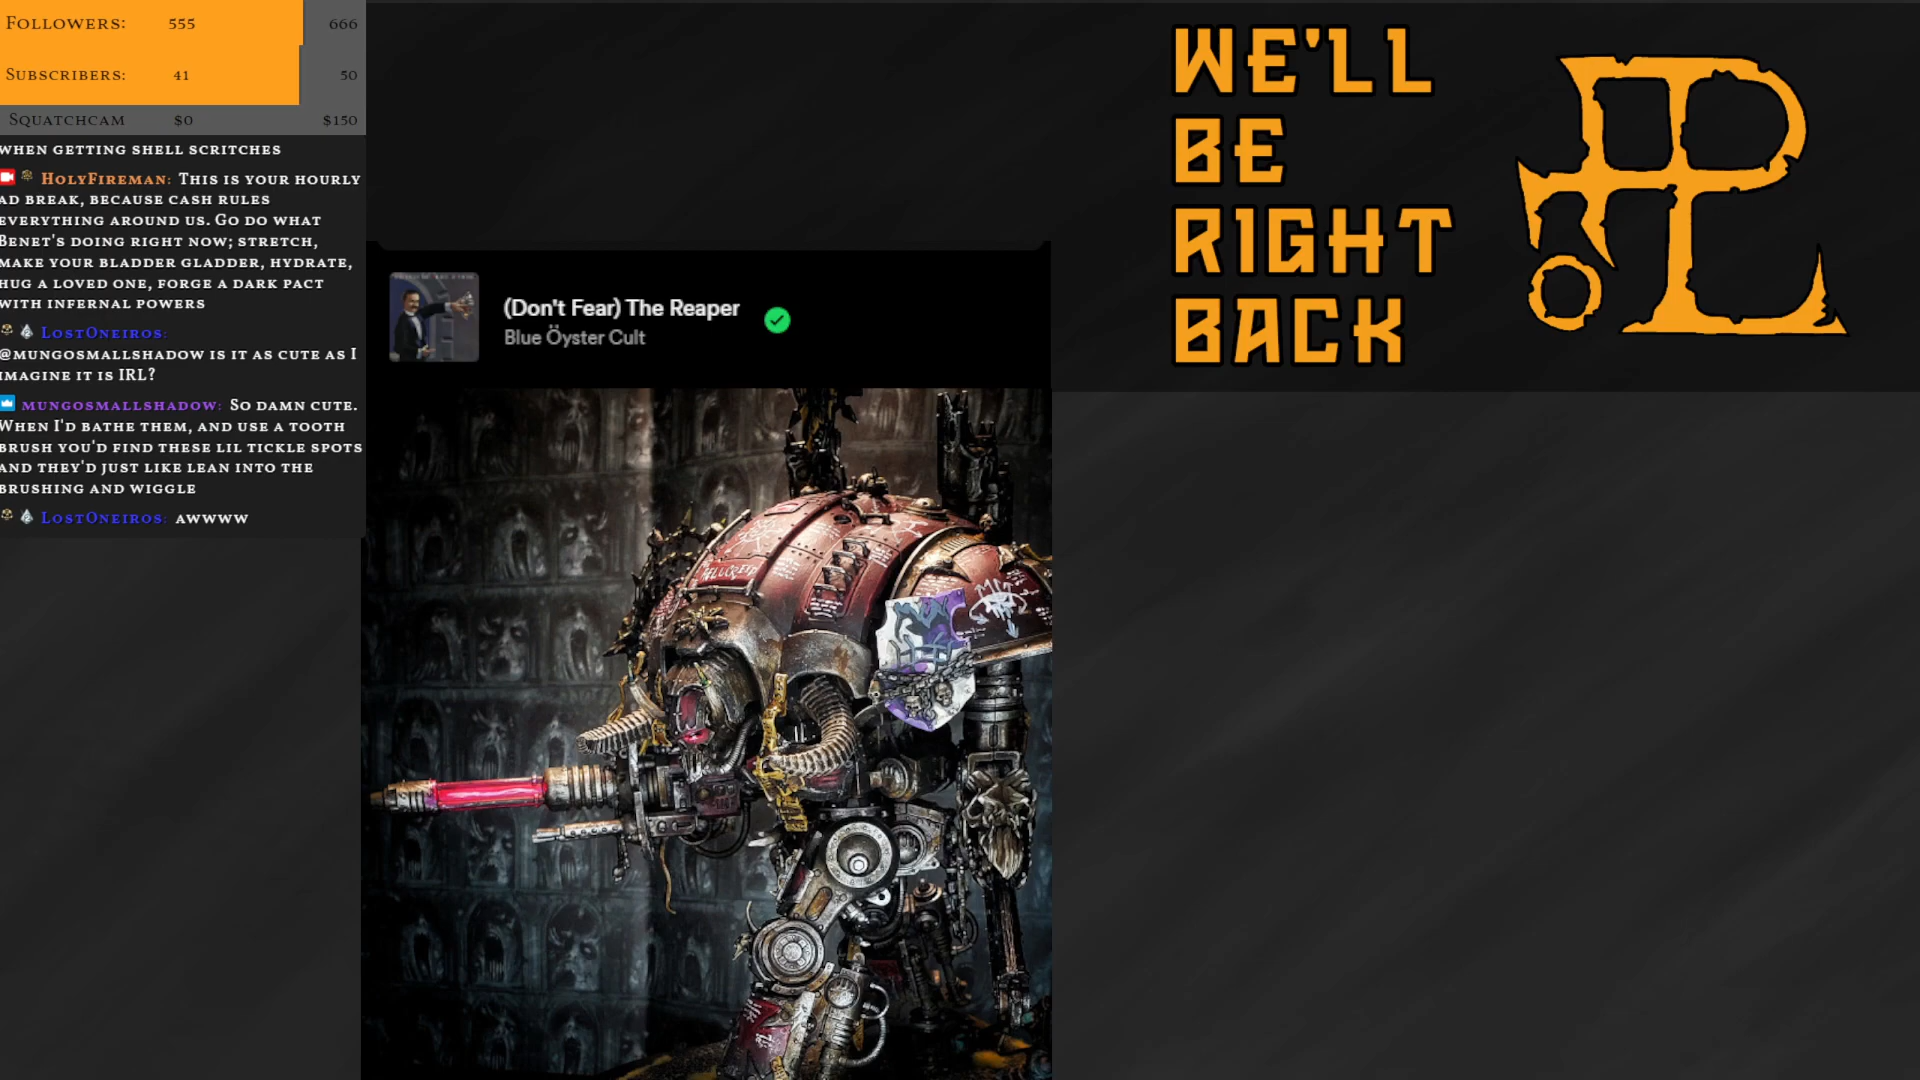 Followers: 555 666
Subscribers: 41 50
Squatchcam $0 $150
when getting shell scritches
HolyFireman: This is your hourly
ad break, because cash rules
everything around us. Go do what
Benet's doing right now; stretch,
make your bladder gladder, hydrate,
hug a loved one, forge a dark pact
with infernal powers
LostOneiros:
@mungosmallshadow is it as cute as I
imagine it is IRL?
mungosmallshadow: So damn cute.
When I'd bathe them, and use a tooth
brush you'd find these lil tickle spots
and they'd just like lean into the
brushing and wiggle
LostOneiros: awwww
(Don't Fear) The Reaper
Blue Öyster Cult
WE'LL
BE
RIGHT
BACK